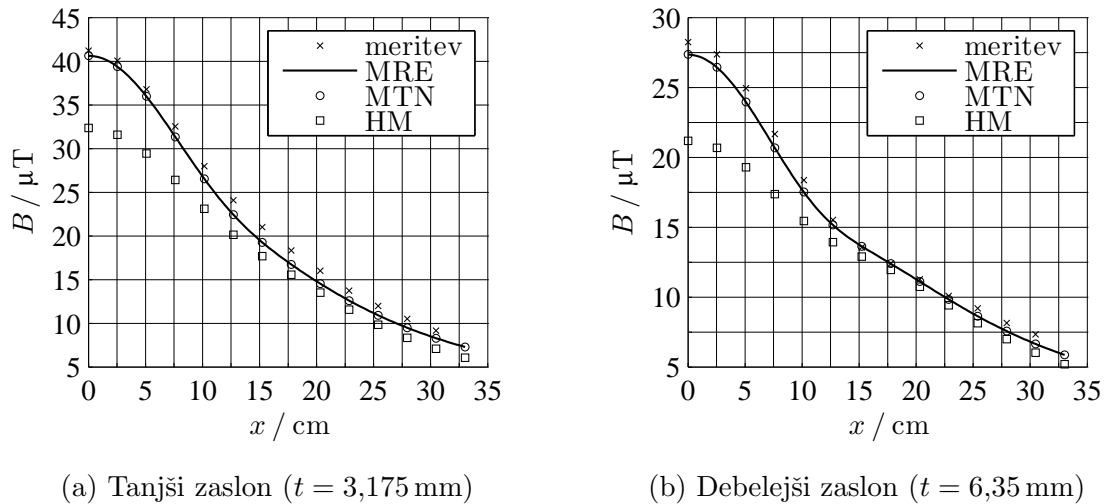 45
40
35
30
25
20
15
10
5
B / µT
0 5 10 15 20 25 30 35
x / cm
meritev
MRE
MTN
HM
(a) Tanjši zaslon (t = 3,175 mm)
30
25
20
15
10
5
B / µT
0 5 10 15 20 25 30 35
x / cm
meritev
MRE
MTN
HM
(b) Debelejši zaslon (t = 6,35 mm)